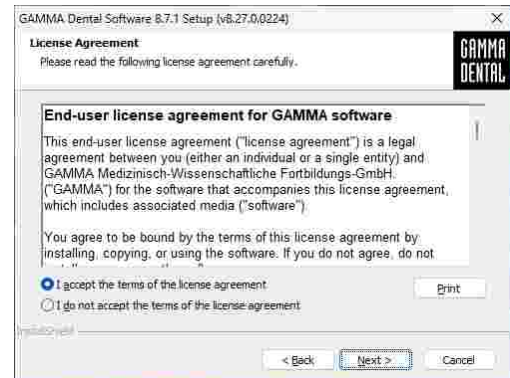 GAMMA Dental Software 8.7.1 Setup (v8.27.0.0224)
License Agreement
Please read the following license agreement carefully.
GAMMA
DENTAL
End-user license agreement for GAMMA software
This end-user license agreement ("license agreement") is a legal
agreement between you (either an individual or a single entity) and
GAMMA Medizinisch-Wissenschaftliche Fortbildungs-GmbH.
("GAMMA") for the software that accompanies this license agreement,
which includes associated media ("software")
You agree to be bound by the terms of this license agreement by
installing, copying, or using the software. If you do not agree, do not
I accept the terms of the license agreement
Print
I do not accept the terms of the license agreement
InstallShield
< Back
Next >
Cancel